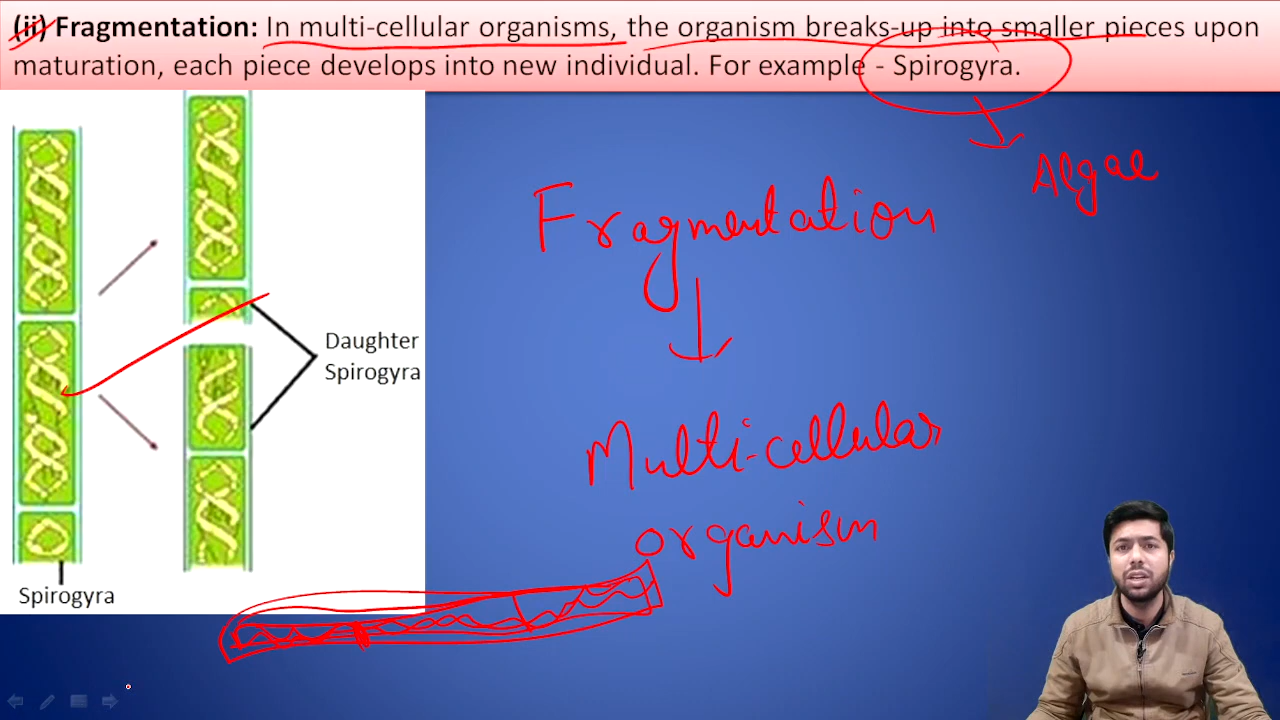 (ii) Fragmentation: In multi-cellular organisms, the organism breaks-up into smaller pieces upon
maturation, each piece develops into new individual. For example - Spirogyra.
Algae
Fragmentation
Daughter
Spirogyra
Multi-cellular
organism
Spirogyra